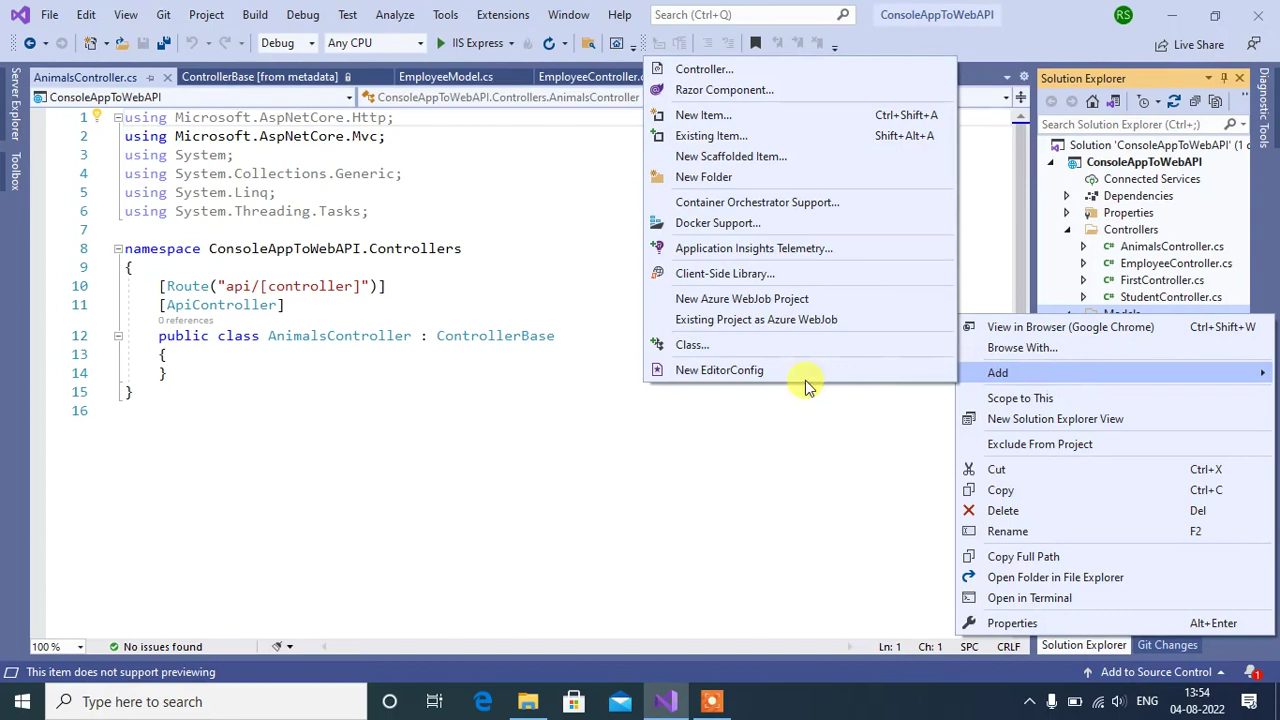 File Edit View Git Project Build Debug Test Analyze Tools Extensions Window Help Search (Ctrl+Q) ConsoleAppToWebAPI RS
Debug Any CPU IIS Express Live Share
AnimalsController.cs ControllerBase [from metadata] EmployeeModel.cs EmployeeController.c
ConsoleAppToWebAPI ConsoleAppToWebAPI.Controllers.AnimalsController
Server Explorer
Toolbox
1 using Microsoft.AspNetCore.Http;
2 using Microsoft.AspNetCore.Mvc;
3 using System;
4 using System.Collections.Generic;
5 using System.Linq;
6 using System.Threading.Tasks;
7
8 namespace ConsoleAppToWebAPI.Controllers
9 {
10 [Route("api/[controller]")]
11 [ApiController]
0 references
12 public class AnimalsController : ControllerBase
13 {
14 }
15 }
16
Controller...
Razor Component...
New Item... Ctrl+Shift+A
Existing Item... Shift+Alt+A
New Scaffolded Item...
New Folder
Container Orchestrator Support...
Docker Support...
Application Insights Telemetry...
Client-Side Library...
New Azure WebJob Project
Existing Project as Azure WebJob
Class...
New EditorConfig
Solution Explorer
Search Solution Explorer (Ctrl+;)
Solution 'ConsoleAppToWebAPI' (1 
ConsoleAppToWebAPI
Connected Services
Dependencies
Properties
Controllers
AnimalsController.cs
EmployeeController.cs
FirstController.cs
StudentController.cs
Models
Diagnostic Tools
View in Browser (Google Chrome) Ctrl+Shift+W
Browse With...
Add
Scope to This
New Solution Explorer View
Exclude From Project
Cut Ctrl+X
Copy
Delete Del
Rename F2
Copy Full Path
Open Folder in File Explorer
Open in Terminal
Properties Alt+Enter
100 % No issues found Ln: 1 Ch: 1 SPC CRLF
Solution Explorer Git Changes
This item does not support previewing Add to Source Control 1
Type here to search ENG 13:54
04-08-2022